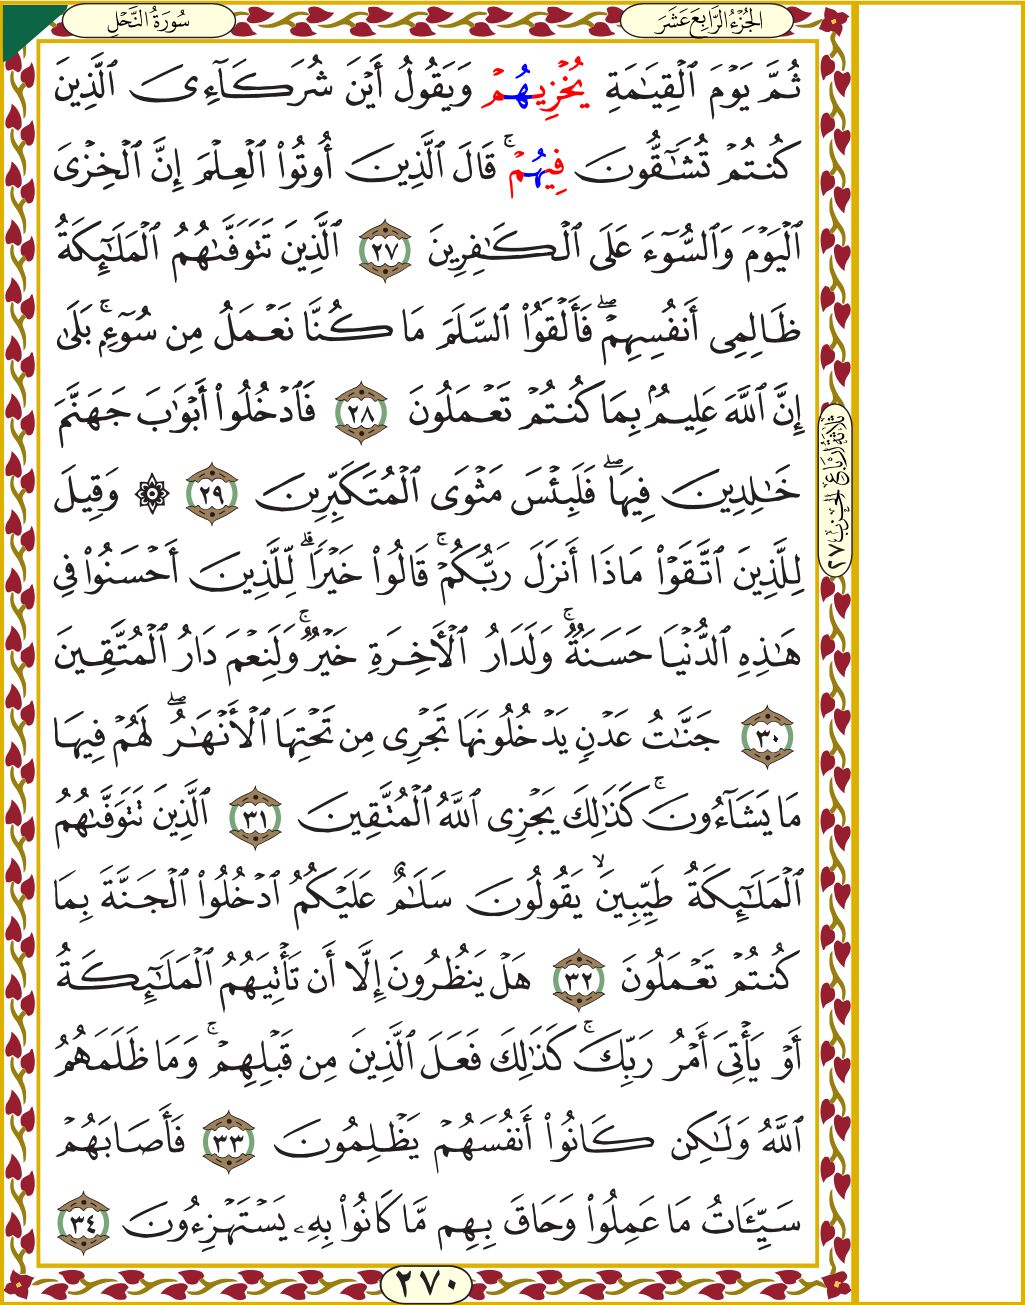 سُورَةُ النَّحۡلِ
الجُزۡءُ الرَّابِعَ عَشَرَ
ثُمَّ يَوۡمَ ٱلۡقِيَٰمَةِ يُخۡزِيهُمۡ وَيَقُولُ أَيۡنَ شُرَكَآءِيَ ٱلَّذِينَ
كُنتُمۡ تُشَٰٓقُّونَ فِيهُمۡۚ قَالَ ٱلَّذِينَ أُوتُواْ ٱلۡعِلۡمَ إِنَّ ٱلۡخِزۡيَ
ٱلۡيَوۡمَ وَٱلسُّوٓءَ عَلَى ٱلۡكَٰفِرِينَ ٢٧ ٱلَّذِينَ تَتَوَفَّىٰهُمُ ٱلۡمَلَٰٓئِكَةُ
ظَالِمِيٓ أَنفُسِهِمۡۖ فَأَلۡقَوُاْ ٱلسَّلَمَ مَا كُنَّا نَعۡمَلُ مِن سُوٓءِۭۚ بَلَىٰٓ
إِنَّ ٱللَّهَ عَلِيمُۢ بِمَا كُنتُمۡ تَعۡمَلُونَ ٢٨ فَٱدۡخُلُوٓاْ أَبۡوَٰبَ جَهَنَّمَ
خَٰلِدِينَ فِيهَاۖ فَلَبِئۡسَ مَثۡوَى ٱلۡمُتَكَبِّرِينَ ٢٩ ۞ وَقِيلَ
لِلَّذِينَ ٱتَّقَوۡاْ مَاذَآ أَنزَلَ رَبُّكُمۡۚ قَالُواْ خَيۡرٗاۗ لِّلَّذِينَ أَحۡسَنُواْ فِي
هَٰذِهِ ٱلدُّنۡيَا حَسَنَةٞۚ وَلَدَارُ ٱلۡأٓخِرَةِ خَيۡرٞۚ وَلَنِعۡمَ دَارُ ٱلۡمُتَّقِينَ
٣٠ جَنَّٰتُ عَدۡنٖ يَدۡخُلُونَهَا تَجۡرِي مِن تَحۡتِهَا ٱلۡأَنۡهَٰرُۖ لَهُمۡ فِيهَا
مَا يَشَآءُونَۚ كَذَٰلِكَ يَجۡزِي ٱللَّهُ ٱلۡمُتَّقِينَ ٣١ ٱلَّذِينَ تَتَوَفَّىٰهُمُ
ٱلۡمَلَٰٓئِكَةُ طَيِّبِينَۙ يَقُولُونَ سَلَٰمٌ عَلَيۡكُمُ ٱدۡخُلُواْ ٱلۡجَنَّةَ بِمَا
كُنتُمۡ تَعۡمَلُونَ ٣٢ هَلۡ يَنظُرُونَ إِلَّآ أَن تَأۡتِيَهُمُ ٱلۡمَلَٰٓئِكَةُ
أَوۡ يَأۡتِيَ أَمۡرُ رَبِّكَۚ كَذَٰلِكَ فَعَلَ ٱلَّذِينَ مِن قَبۡلِهِمۡۚ وَمَا ظَلَمَهُمُ
ٱللَّهُ وَلَٰكِن كَانُوٓاْ أَنفُسَهُمۡ يَظۡلِمُونَ ٣٣ فَأَصَابَهُمۡ
سَيِّـَٔاتُ مَا عَمِلُواْ وَحَاقَ بِهِم مَّا كَانُواْ بِهِۦ يَسۡتَهۡزِءُونَ ٣٤
ثَلَاثَةُ أَرۡبَاعِ الحِزۡبِ ٢٧
٢٧٠